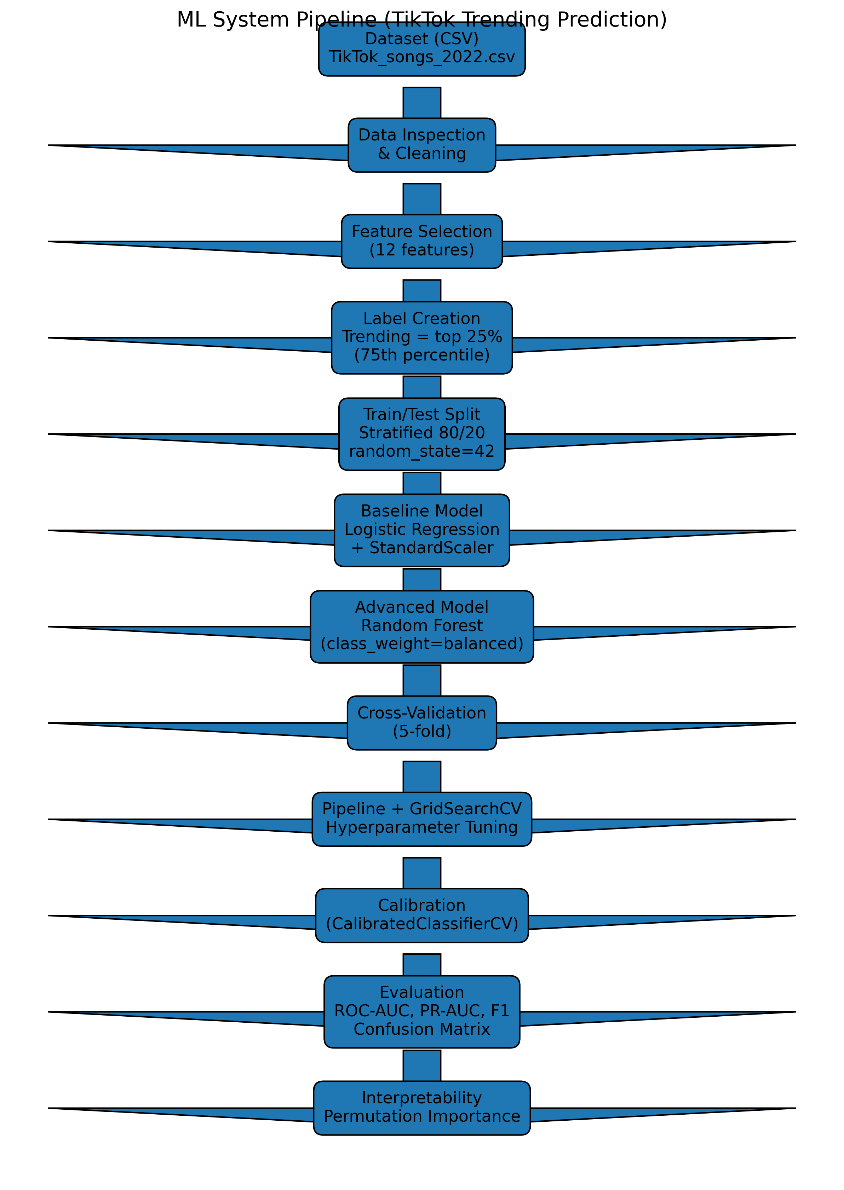 ML System Pipeline (TikTok Trending Prediction)
Dataset (CSV)
TikTok_songs_2022.csv
Data Inspection
& Cleaning
Feature Selection
(12 features)
Label Creation
Trending = top 25%
(75th percentile)
Train/Test Split
Stratified 80/20
random_state=42
Baseline Model
Logistic Regression
+ StandardScaler
Advanced Model
Random Forest
(class_weight=balanced)
Cross-Validation
(5-fold)
Pipeline + GridSearchCV
Hyperparameter Tuning
Calibration
(CalibratedClassifierCV)
Evaluation
ROC-AUC, PR-AUC, F1
Confusion Matrix
Interpretability
Permutation Importance